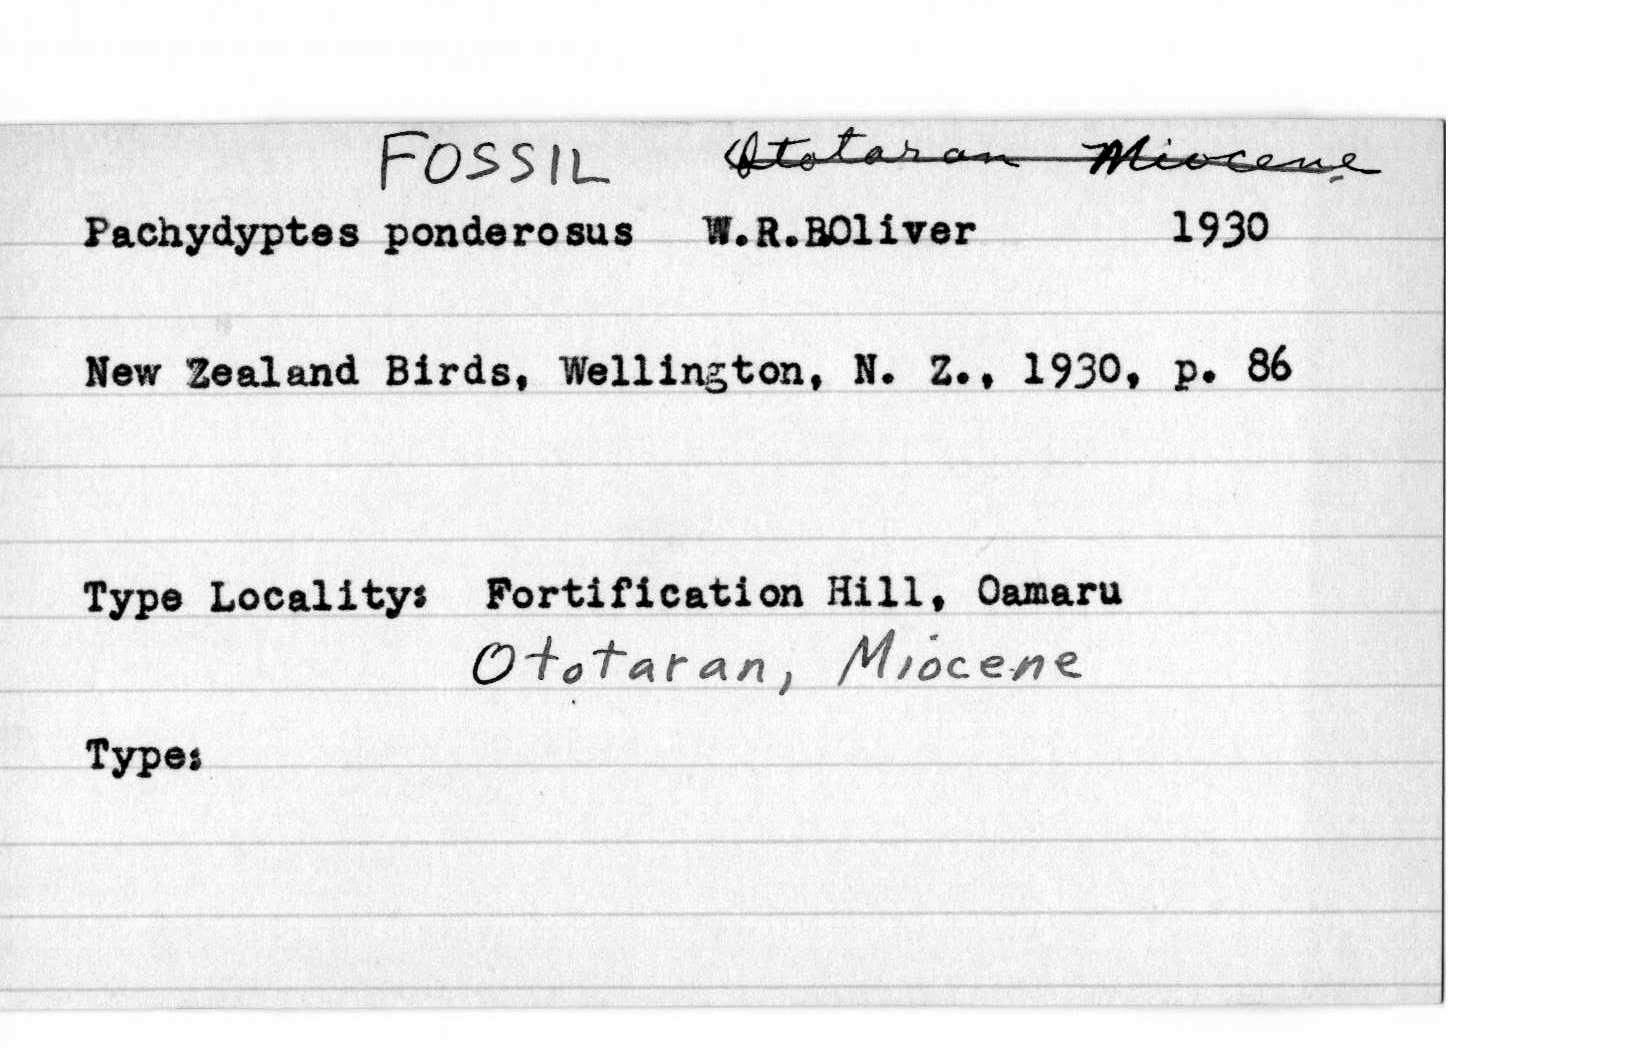 FOSSIL Ototaran Miocene
Pachydyptes ponderosus W.R.BOliver 1930
New Zealand Birds, Wellington, N. Z., 1930, p. 86
Type Locality: Fortification Hill, Oamaru
Ototaran, Miocene
Type: